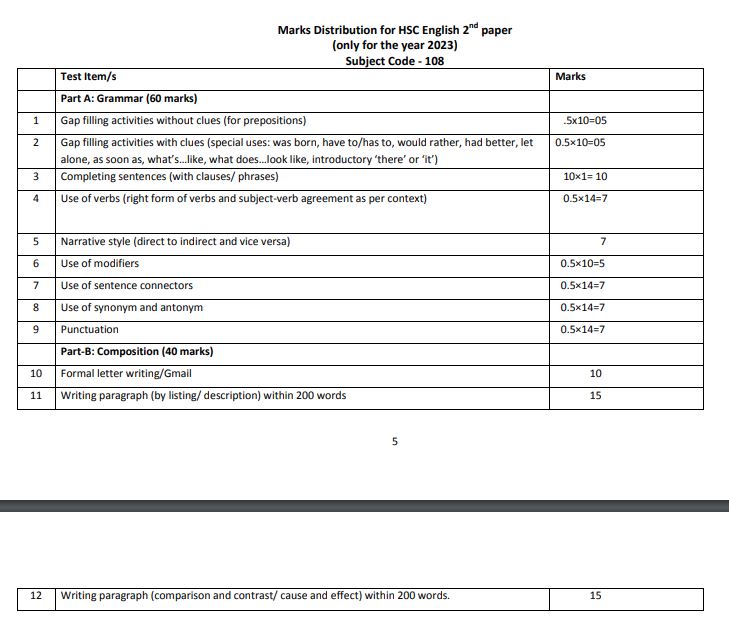 Marks Distribution for HSC English 2nd paper
(only for the year 2023)
Subject Code - 108
Test Item/s Marks
Part A: Grammar (60 marks)
1 Gap filling activities without clues (for prepositions) .5x10=05
2 Gap filling activities with clues (special uses: was born, have to/has to, would rather, had better, let 0.5×10=05
alone, as soon as, what's...like, what does...look like, introductory 'there' or 'it')
3 Completing sentences (with clauses/ phrases) 10×1= 10
4 Use of verbs (right form of verbs and subject-verb agreement as per context) 0.5×14=7
5 Narrative style (direct to indirect and vice versa) 7
6 Use of modifiers 0.5×10=5
7 Use of sentence connectors 0.5×14=7
8 Use of synonym and antonym 0.5×14=7
9 Punctuation 0.5×14=7
Part-B: Composition (40 marks)
10 Formal letter writing/Gmail 10
11 Writing paragraph (by listing/ description) within 200 words 15
5
12 Writing paragraph (comparison and contrast/ cause and effect) within 200 words. 15